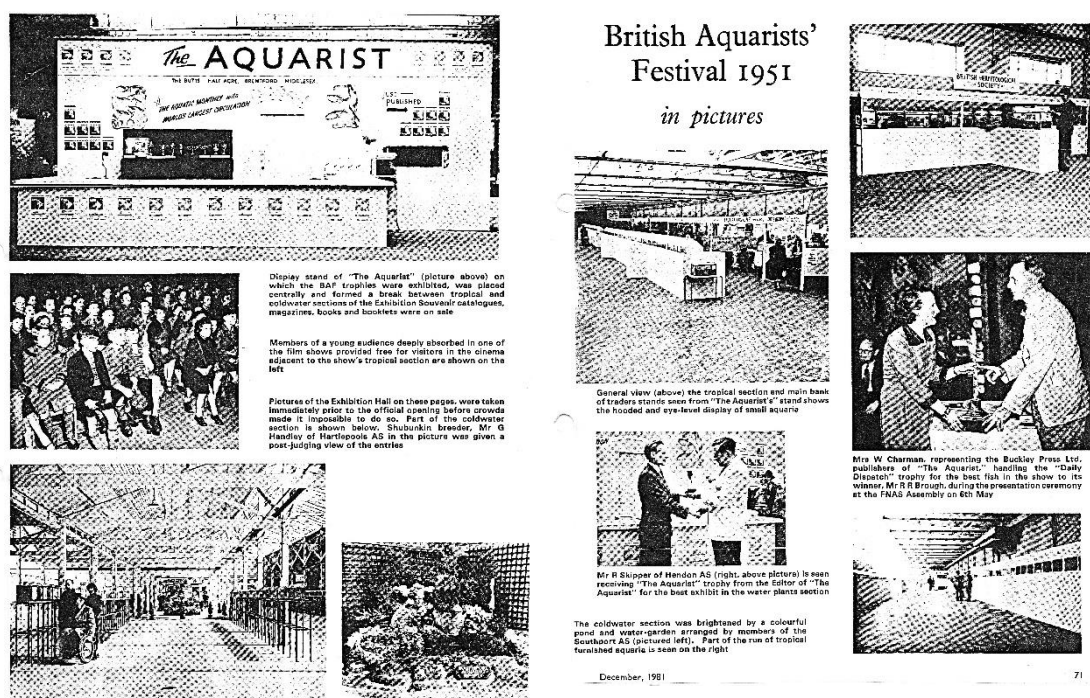 The AQUARIST
THE BUTTS HALF ACRE, BRENTFORD MIDDLESEX
THE AQUATIC MONTHLY with
WORLD'S LARGEST CIRCULATION
PUBLISHED
Display stand of "The Aquarist" (picture above) on
which the BAF trophies were exhibited, was placed
centrally and formed a break between tropical and
coldwater sections of the Exhibition Souvenir catalogues,
magazines, books and booklets were on sale
Members of a young audience deeply absorbed in one of
the film shows provided free for visitors in the cinema
adjacent to the show's tropical section are shown on the
left
Pictures of the Exhibition Hall on these pages, were taken
immediately prior to the official opening before crowds
made it impossible to do so. Part of the coldwater
section is shown below. Shubunkin breeder, Mr G
Handley of Hartlepools AS in the picture was given a
post-judging view of the entries
British Aquarists'
Festival 1951
in pictures
BRITISH HERPETOLOGICAL
SOCIETY
General view (above) the tropical section and main bank
of traders stands seen from "The Aquarist's" stand shows
the hooded and eye-level display of small aquaria
Mr R Skipper of Hendon AS (right, above picture) is seen
receiving "The Aquarist" trophy from the Editor of "The
Aquarist" for the best exhibit in the water plants section
The coldwater section was brightened by a colourful
pond and water-garden arranged by members of the
Southport AS (pictured left). Part of the run of tropical
furnished aquaria is seen on the right
Mrs W Charman, representing the Buckley Press Ltd,
publishers of "The Aquarist," handling the "Daily
Dispatch" trophy for the best fish in the show to its
winner, Mr R R Brough, during the presentation ceremony
at the FNAS Assembly on 6th May
December, 1981
71